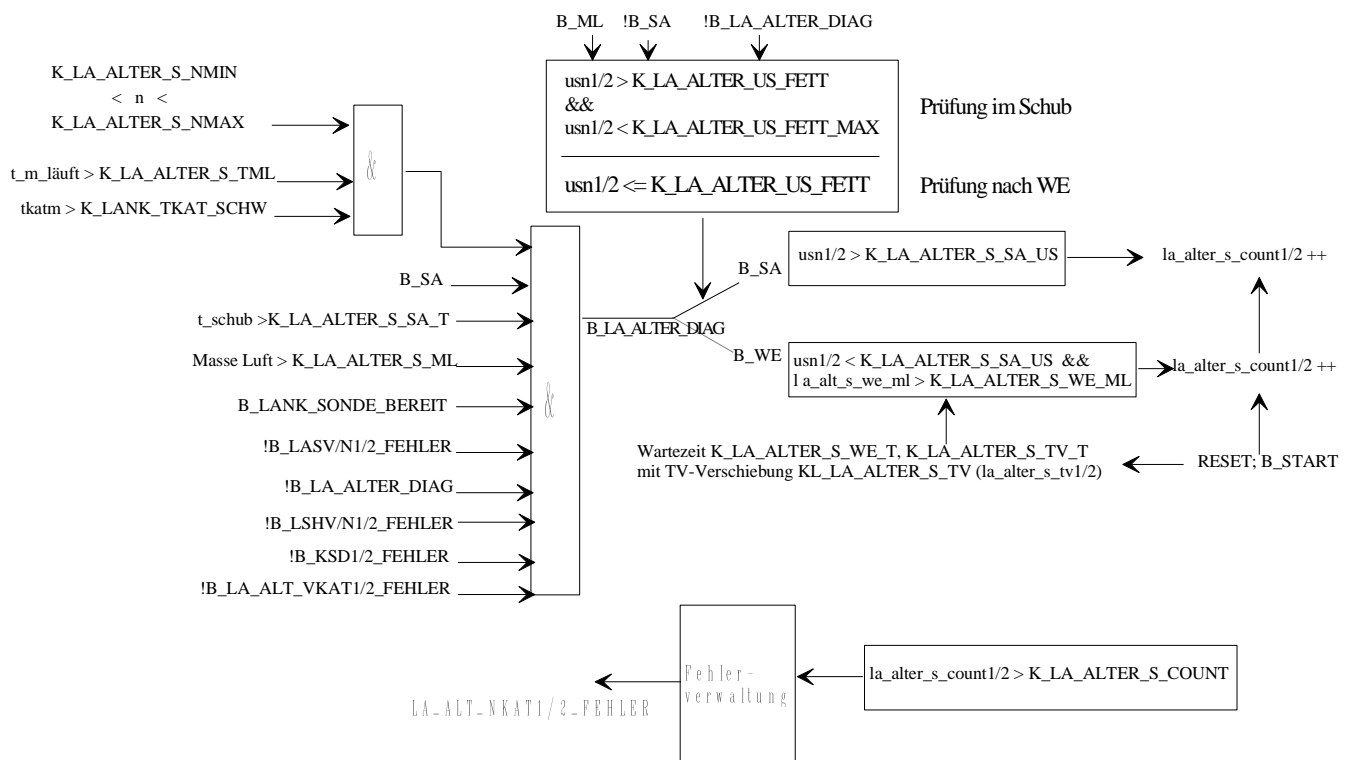 B_ML !B_SA !B_LA_ALTER_DIAG
K_LA_ALTER_S_NMIN
< n <
K_LA_ALTER_S_NMAX
t_m_läuft > K_LA_ALTER_S_TML
tkatm > K_LANK_TKAT_SCHW
&
usn1/2 > K_LA_ALTER_US_FETT
&&
usn1/2 < K_LA_ALTER_US_FETT_MAX
Prüfung im Schub
usn1/2 <= K_LA_ALTER_US_FETT
Prüfung nach WE
B_SA
t_schub >K_LA_ALTER_S_SA_T
Masse Luft > K_LA_ALTER_S_ML
B_LANK_SONDE_BEREIT
!B_LASV/N1/2_FEHLER
!B_LA_ALTER_DIAG
!B_LSHV/N1/2_FEHLER
!B_KSD1/2_FEHLER
!B_LA_ALT_VKAT1/2_FEHLER
&
B_LA_ALTER_DIAG
B_SA
usn1/2 > K_LA_ALTER_S_SA_US
la_alter_s_count1/2 ++
B_WE
usn1/2 < K_LA_ALTER_S_SA_US &&
l a_alt_s_we_ml > K_LA_ALTER_S_WE_ML
la_alter_s_count1/2 ++
Wartezeit K_LA_ALTER_S_WE_T, K_LA_ALTER_S_TV_T
mit TV-Verschiebung KL_LA_ALTER_S_TV (la_alter_s_tv1/2)
RESET; B_START
la_alter_s_count1/2 > K_LA_ALTER_S_COUNT
Fehler-
verwaltung
LA_ALT_NKAT1/2_FEHLER